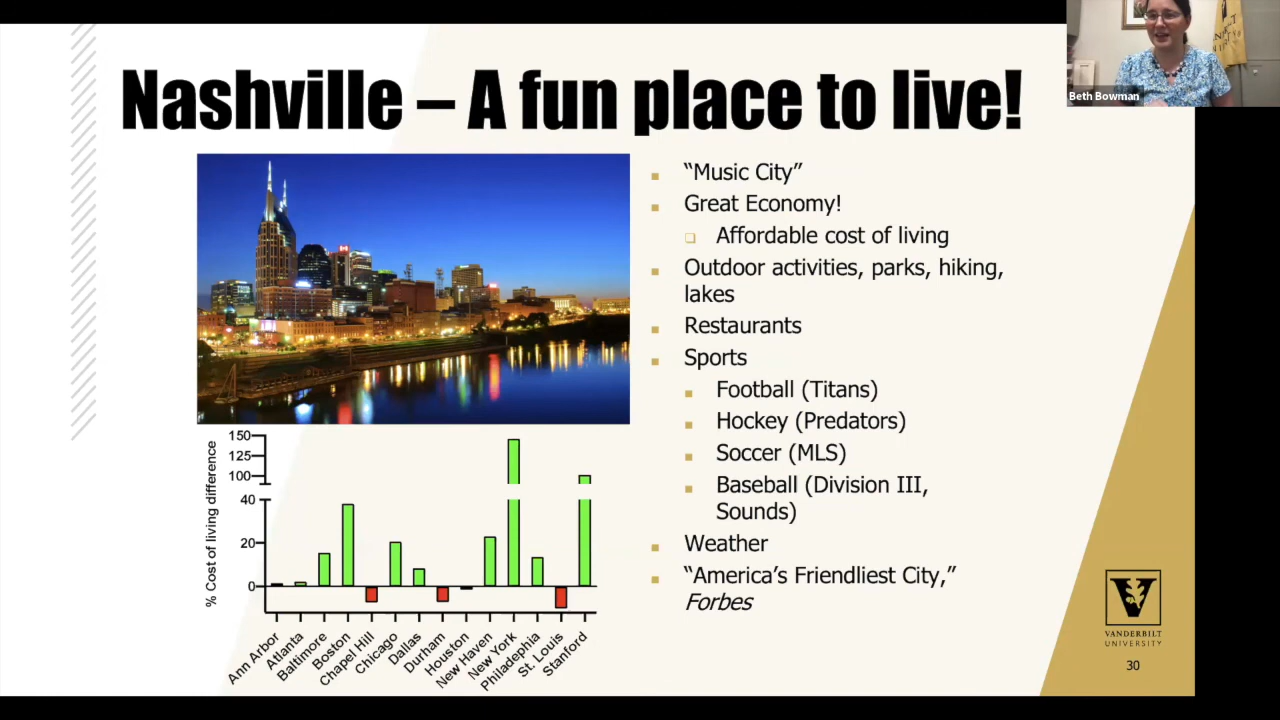 Nashville – A fun place to live!
Beth Bowman
“Music City”
Great Economy!
Affordable cost of living
Outdoor activities, parks, hiking,
lakes
Restaurants
Sports
Football (Titans)
Hockey (Predators)
Soccer (MLS)
Baseball (Division III,
Sounds)
Weather
“America’s Friendliest City,”
Forbes
% Cost of living difference
150
125
100
40
20
0
Ann Arbor
Atlanta
Baltimore
Boston
Chapel Hill
Chicago
Dallas
Durham
Houston
New Haven
New York
Philadelphia
St. Louis
Stanford
V
VANDERBILT
UNIVERSITY
30